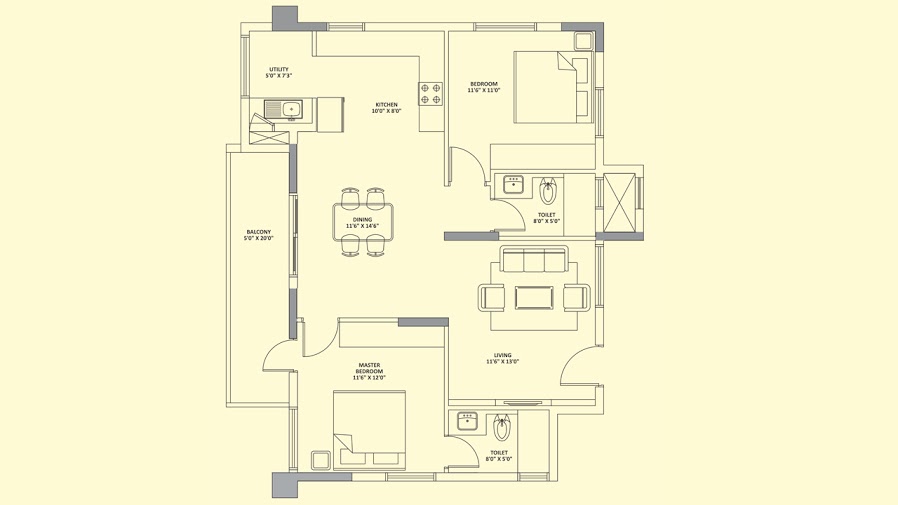 UTILITY
5'0" X 7'3"
KITCHEN
10'0" X 8'0"
BEDROOM
11'6" X 11'0"
TOILET
8'0" X 5'0"
DINING
11'6" X 14'6"
BALCONY
5'0" X 20'0"
LIVING
11'6" X 13'0"
MASTER
BEDROOM
11'6" X 12'0"
TOILET
8'0" X 5'0"